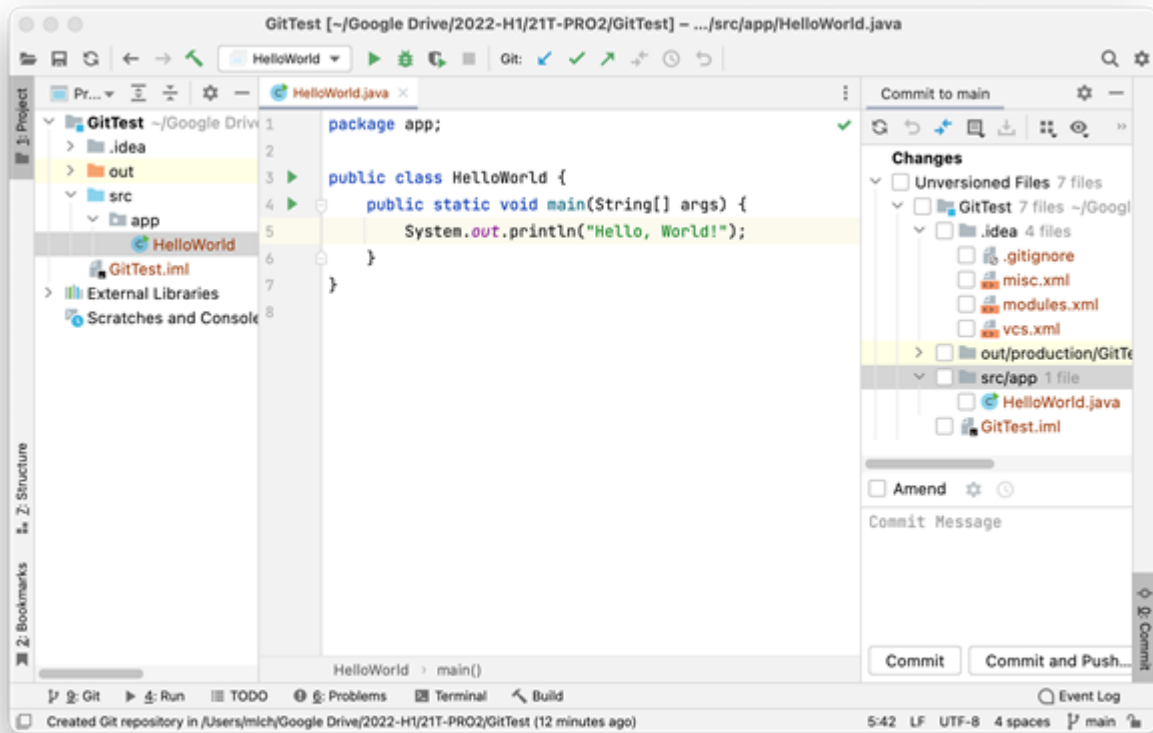 GitTest [~/Google Drive/2022-H1/21T-PRO2/GitTest] – .../src/app/HelloWorld.java
HelloWorld
Git:
1: Project
Pr...
GitTest ~/Google Driv
.idea
out
src
app
HelloWorld
GitTest.iml
External Libraries
Scratches and Console
Z: Structure
2: Bookmarks
HelloWorld.java
1 package app;
2
3 public class HelloWorld {
4 public static void main(String[] args) {
5 System.out.println("Hello, World!");
6 }
7 }
8
HelloWorld > main()
Commit to main
Changes
Unversioned Files 7 files
GitTest 7 files ~/Googl
.idea 4 files
.gitignore
misc.xml
modules.xml
vcs.xml
out/production/GitTe
src/app 1 file
HelloWorld.java
GitTest.iml
Amend
Commit Message
Commit
Commit and Push...
0: Commit
9: Git
4: Run
TODO
6: Problems
Terminal
Build
Event Log
Created Git repository in /Users/mlch/Google Drive/2022-H1/21T-PRO2/GitTest (12 minutes ago)
5:42 LF UTF-8 4 spaces main